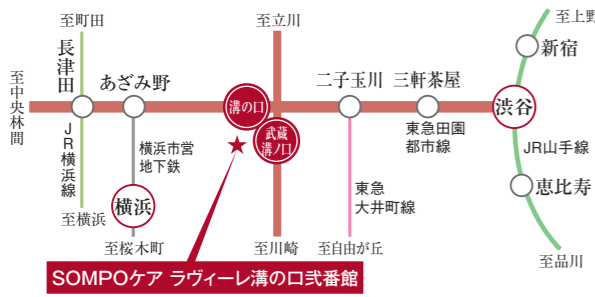 至町田
至立川
至上野
長津田
新宿
あざみ野
二子玉川
三軒茶屋
至中央林間
溝の口
渋谷
武蔵
溝ノ口
東急田園
都市線
JR横浜線
横浜市営
地下鉄
JR山手線
東急
大井町線
恵比寿
横浜
至横浜
至桜木町
至川崎
至自由が丘
至品川
SOMPOケア ラヴィーレ溝の口弐番館